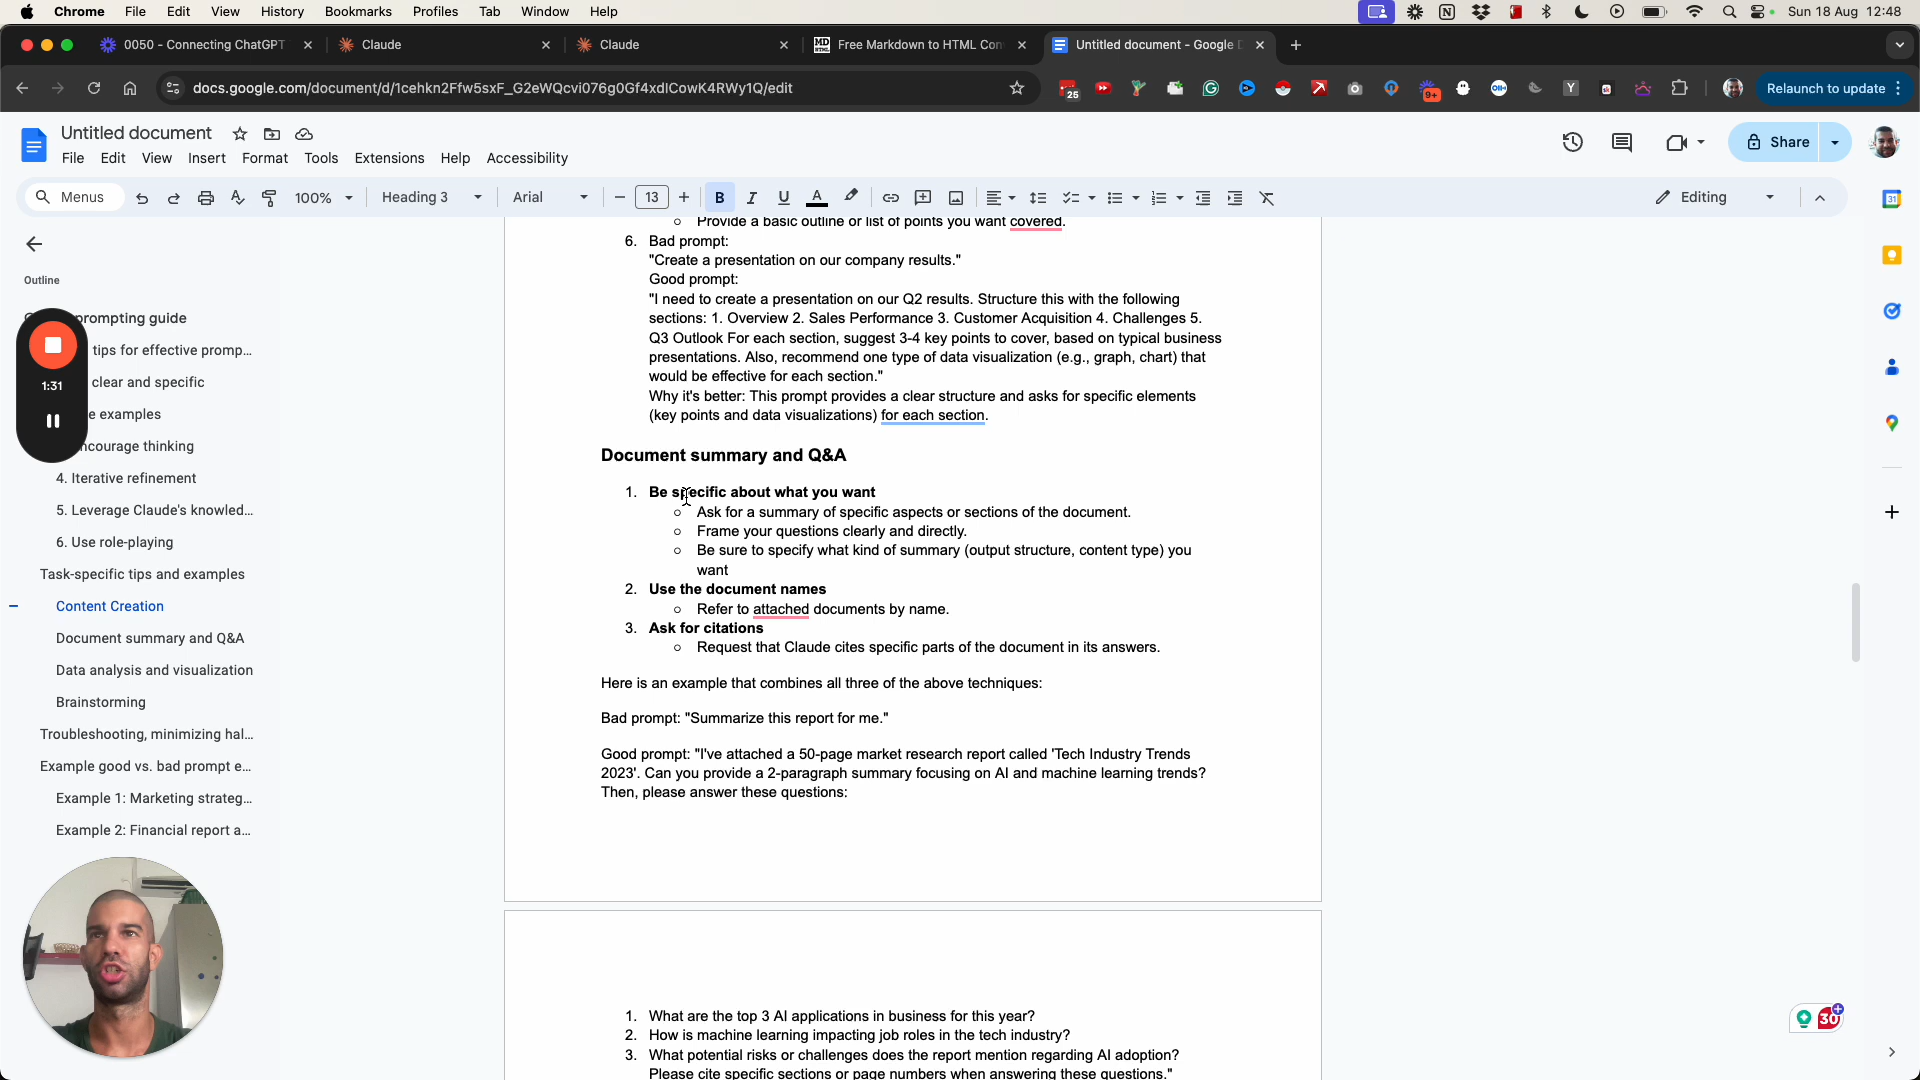 Chrome File Edit View History Bookmarks Profiles Tab Window Help Sun 18 Aug 12:48
0050 - Connecting ChatGPT Claude Claude Free Markdown to HTML Con Untitled document - Google D
docs.google.com/document/d/1cehkn2Ffw5sxF_G2eWQcvi076g0Gf4xdlCowK4RWy1Q/edit 25 9+ Relaunch to update
Untitled document
File Edit View Insert Format Tools Extensions Help Accessibility Share
Menus 100% Heading 3 Arial 13 B I U A Editing
Outline
prompting guide
tips for effective promp...
clear and specific
e examples
ncourage thinking
4. Iterative refinement
5. Leverage Claude's knowled...
6. Use role-playing
Task-specific tips and examples
Content Creation
Document summary and Q&A
Data analysis and visualization
Brainstorming
Troubleshooting, minimizing hal...
Example good vs. bad prompt e...
Example 1: Marketing strateg...
Example 2: Financial report a...
1:31
Provide a basic outline or list of points you want covered.
6. Bad prompt:
"Create a presentation on our company results."
Good prompt:
"I need to create a presentation on our Q2 results. Structure this with the following
sections: 1. Overview 2. Sales Performance 3. Customer Acquisition 4. Challenges 5.
Q3 Outlook For each section, suggest 3-4 key points to cover, based on typical business
presentations. Also, recommend one type of data visualization (e.g., graph, chart) that
would be effective for each section."
Why it's better: This prompt provides a clear structure and asks for specific elements
(key points and data visualizations) for each section.
Document summary and Q&A
1. Be specific about what you want
Ask for a summary of specific aspects or sections of the document.
Frame your questions clearly and directly.
Be sure to specify what kind of summary (output structure, content type) you
want
2. Use the document names
Refer to attached documents by name.
3. Ask for citations
Request that Claude cites specific parts of the document in its answers.
Here is an example that combines all three of the above techniques:
Bad prompt: "Summarize this report for me."
Good prompt: "I've attached a 50-page market research report called 'Tech Industry Trends
2023'. Can you provide a 2-paragraph summary focusing on AI and machine learning trends?
Then, please answer these questions:
1. What are the top 3 AI applications in business for this year?
2. How is machine learning impacting job roles in the tech industry?
3. What potential risks or challenges does the report mention regarding AI adoption?
Please cite specific sections or page numbers when answering these questions."
30